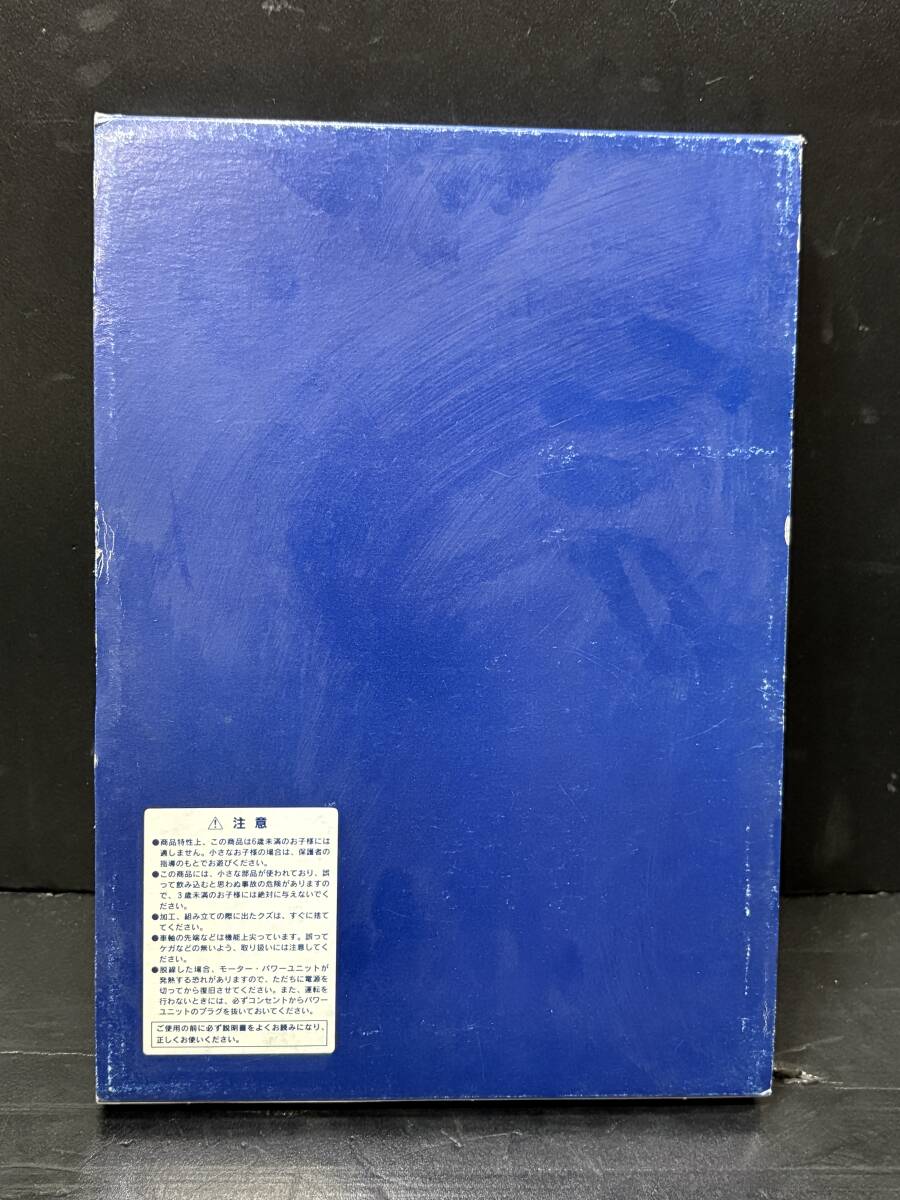 ⚠ 注意
●商品特性上、この商品は6歳未満のお子様には
適しません。小さなお子様の場合は、保護者の
指導のもとでお遊びください。
●この商品には、小さな部品が使われており、誤
って飲み込むと思わぬ事故の危険がありますの
で、3歳未満のお子様には絶対に与えないでく
ださい。
●加工、組み立ての際に出たクズは、すぐに捨て
てください。
●車軸の先端などは機能上尖っています。誤って
ケガなどの無いよう、取り扱いには注意してく
ださい。
●脱線した場合、モーター・パワーユニットが
発熱する恐れがありますので、ただちに電源を
切ってから復旧させてください。また、運転を
行わないときには、必ずコンセントからパワー
ユニットのプラグを抜いておいてください。
ご使用の前に必ず説明書をよくお読みになり、
正しくお使いください。